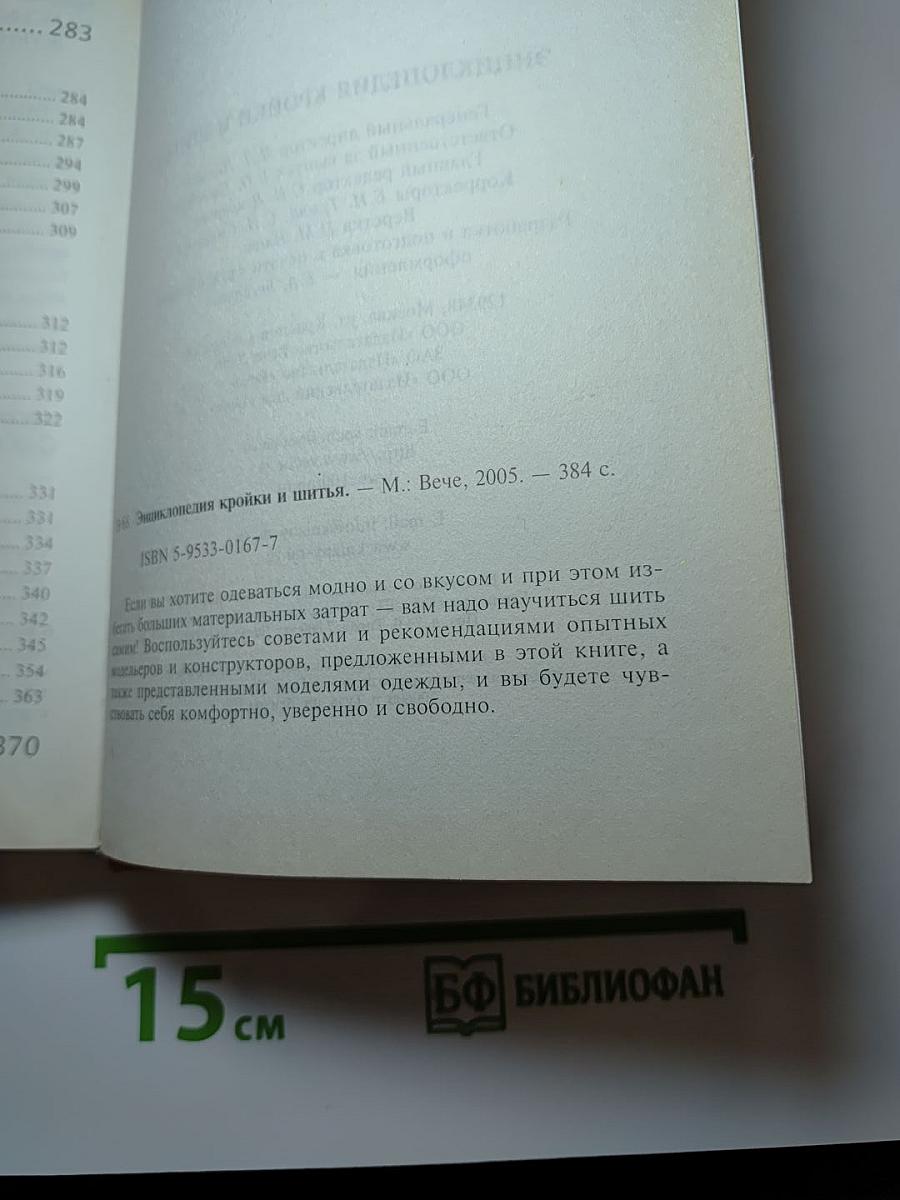 283
284
284
287
294
299
307
309
312
312
316
319
322
331
331
334
337
340
342
345
354
363
370
Энциклопедия кройки и шитья. — М.: Вече, 2005. — 384 с.
ISBN 5-9533-0167-7
Если вы хотите одеваться модно и со вкусом и при этом из-
бегать больших материальных затрат — вам надо научиться шить
самим! Воспользуйтесь советами и рекомендациями опытных
модельеров и конструкторов, предложенными в этой книге, а
также представленными моделями одежды, и вы будете чув-
ствовать себя комфортно, уверенно и свободно.
15 см
БФ БИБЛИОФАН